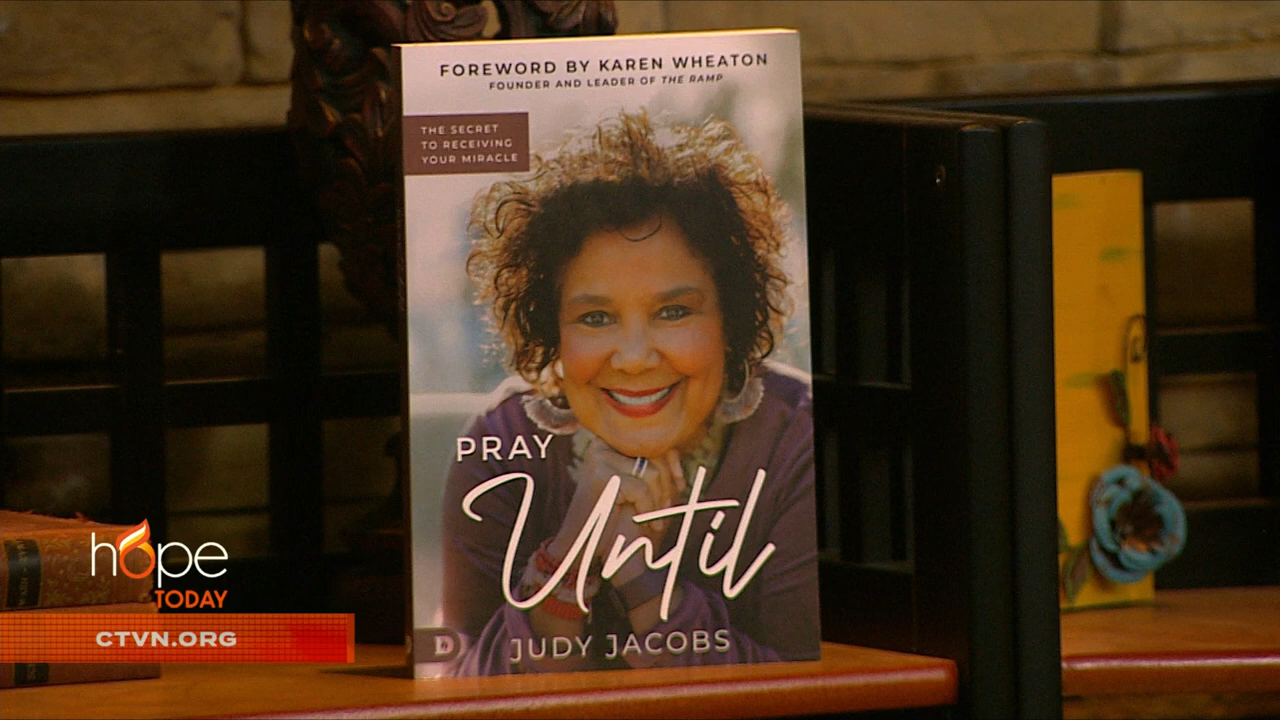 FOREWORD BY KAREN WHEATON
FOUNDER AND LEADER OF THE RAMP
THE SECRET
TO RECEIVING
YOUR MIRACLE
PRAY
Until
JUDY JACOBS
D
hope
TODAY
CTVN.ORG